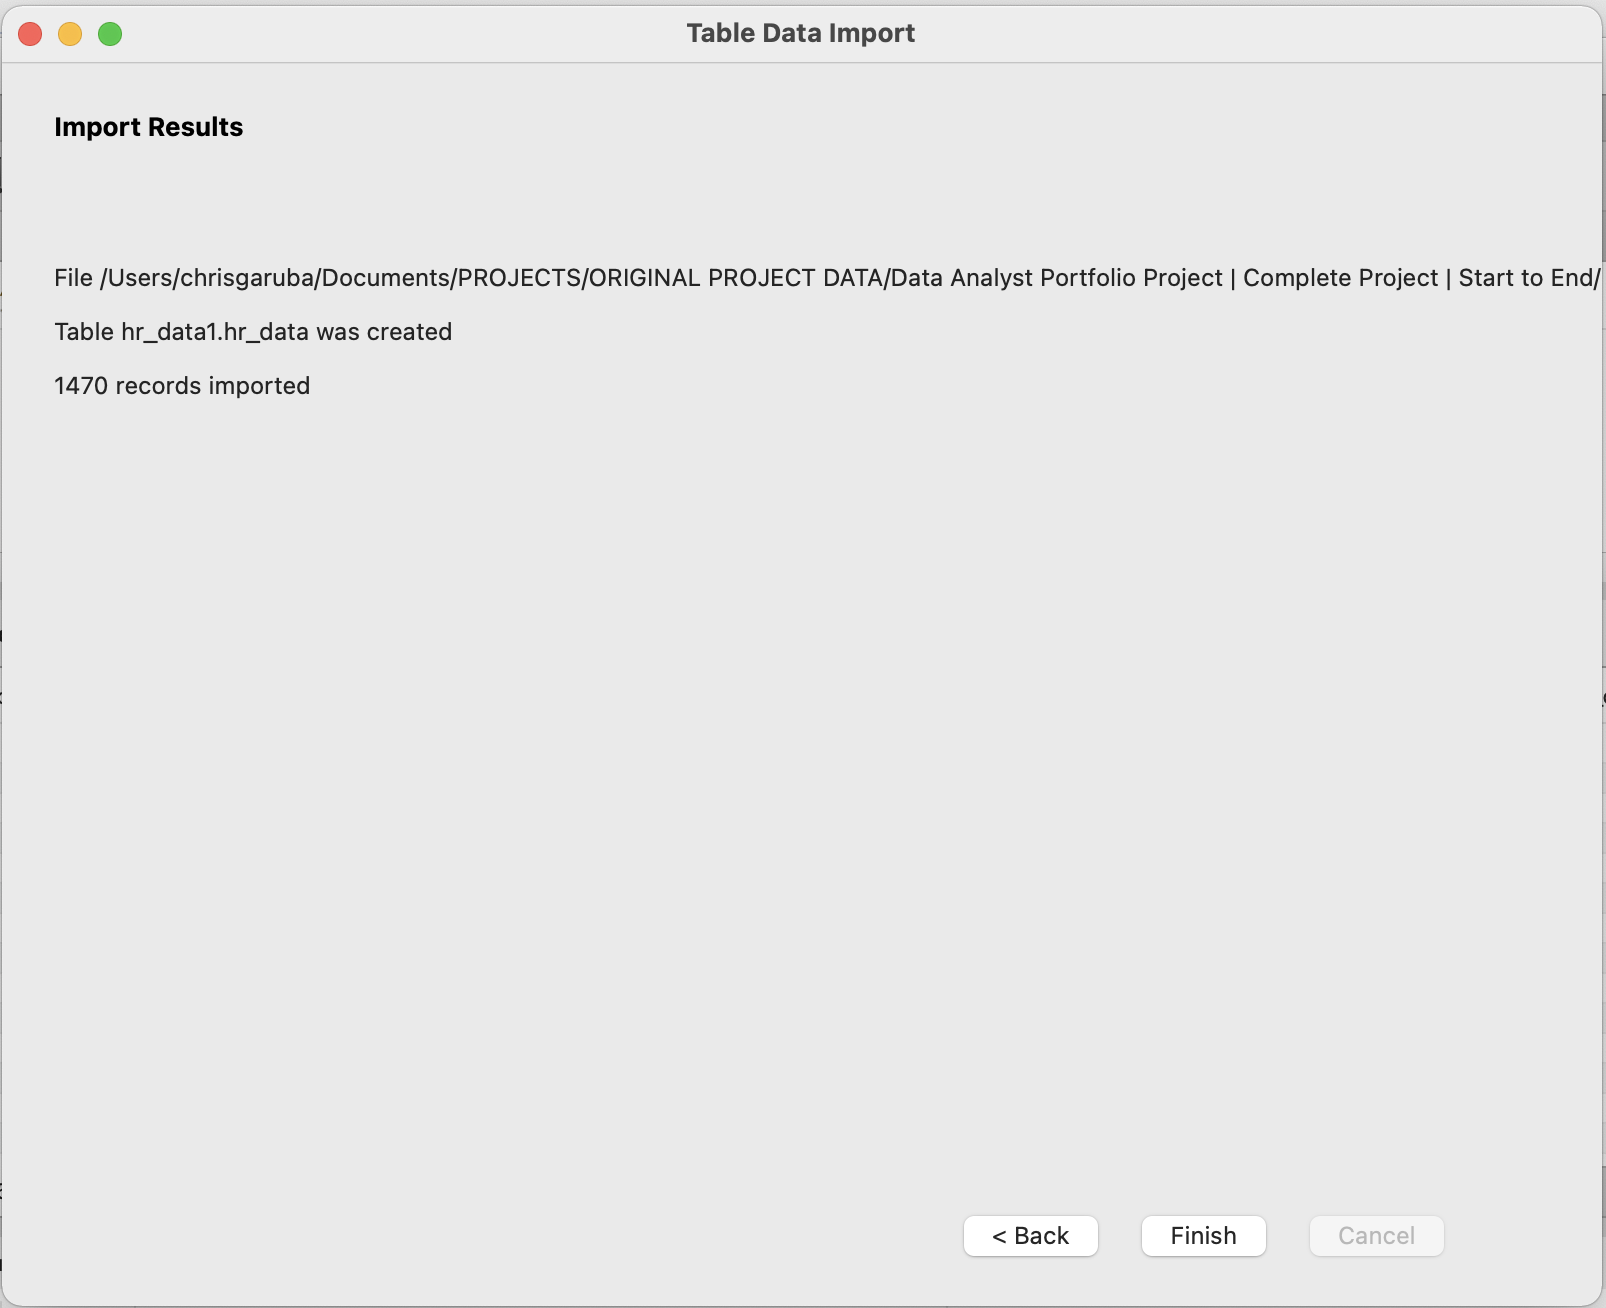 Table Data Import
Import Results
File /Users/chrisgaruba/Documents/PROJECTS/ORIGINAL PROJECT DATA/Data Analyst Portfolio Project | Complete Project | Start to End/
Table hr_data1.hr_data was created
1470 records imported
< Back
Finish
Cancel